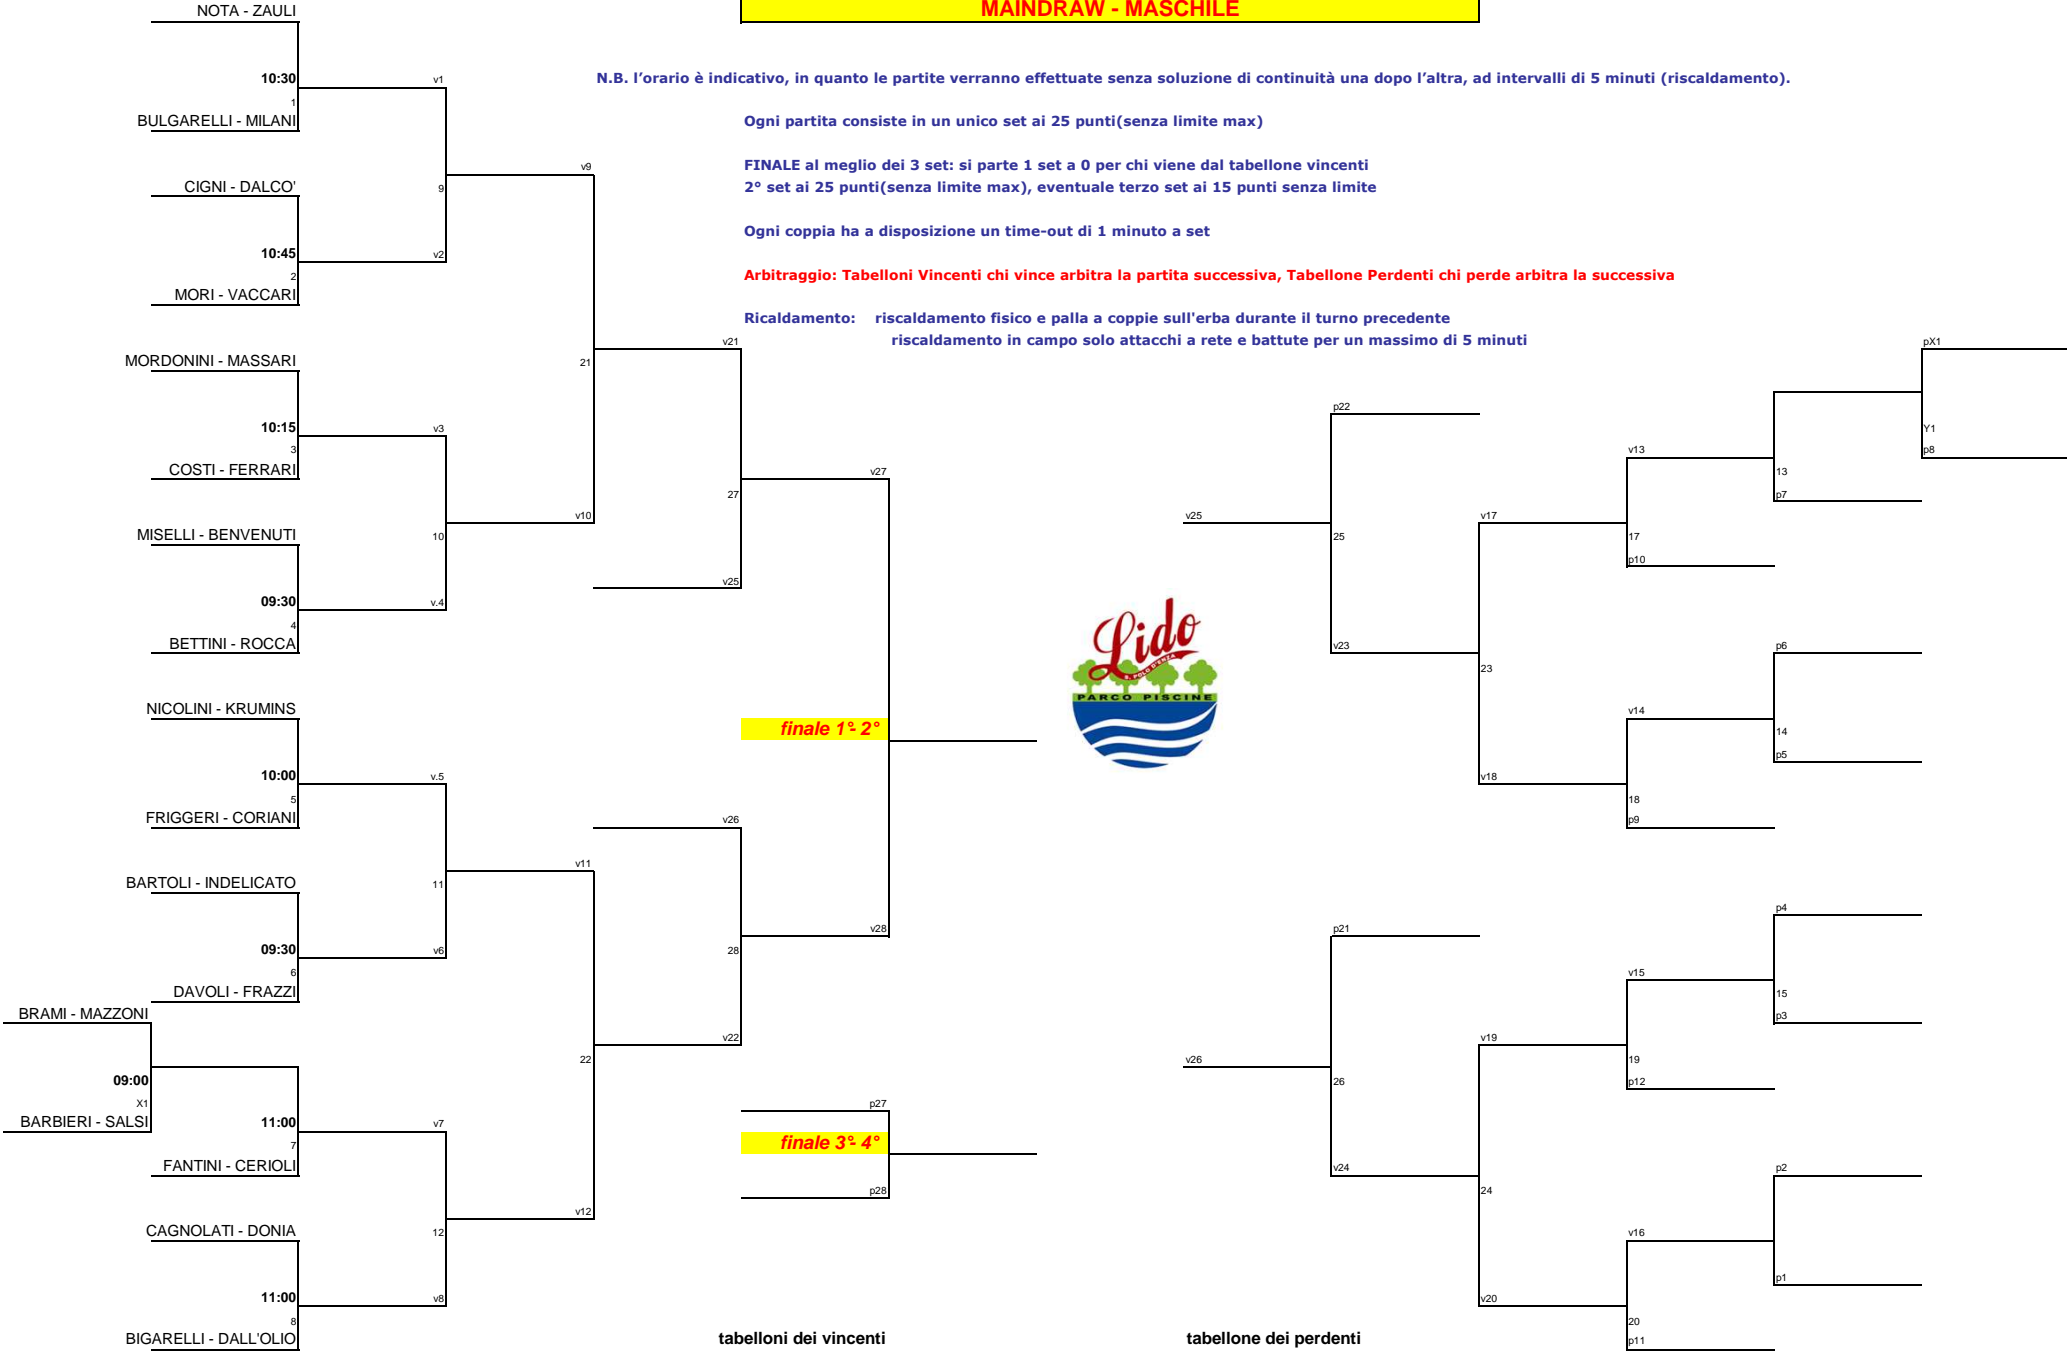 MAINDRAW - MASCHILE
N.B. l'orario è indicativo, in quanto le partite verranno effettuate senza soluzione di continuità una dopo l'altra, ad intervalli di 5 minuti (riscaldamento).
Ogni partita consiste in un unico set ai 25 punti(senza limite max)
FINALE al meglio dei 3 set: si parte 1 set a 0 per chi viene dal tabellone vincenti
2° set ai 25 punti(senza limite max), eventuale terzo set ai 15 punti senza limite
Ogni coppia ha a disposizione un time-out di 1 minuto a set
Arbitraggio: Tabelloni Vincenti chi vince arbitra la partita successiva, Tabellone Perdenti chi perde arbitra la successiva
Ricaldamento: riscaldamento fisico e palla a coppie sull'erba durante il turno precedente
riscaldamento in campo solo attacchi a rete e battute per un massimo di 5 minuti
NOTA - ZAULI
10:30
1
BULGARELLI - MILANI
CIGNI - DALCO'
10:45
2
MORI - VACCARI
MORDONINI - MASSARI
10:15
3
COSTI - FERRARI
MISELLI - BENVENUTI
09:30
4
BETTINI - ROCCA
NICOLINI - KRUMINS
10:00
5
FRIGGERI - CORIANI
BARTOLI - INDELICATO
09:30
6
DAVOLI - FRAZZI
BRAMI - MAZZONI
09:00
X1
BARBIERI - SALSI
11:00
7
FANTINI - CERIOLI
CAGNOLATI - DONIA
11:00
8
BIGARELLI - DALL'OLIO
v1
9
v2
v3
10
v.4
v.5
11
v6
v7
12
v8
v9
21
v10
v11
22
v12
v21
27
v25
v26
28
v22
v27
finale 1°- 2°
v28
p27
finale 3°- 4°
p28
tabelloni dei vincenti
Lido
S. POLO D'ENZA
PARCO PISCINE
v25
v26
p22
25
v23
p21
26
v24
v17
23
v18
v19
24
v20
v13
17
p10
v14
18
p9
v15
19
p12
v16
20
p11
13
p7
p6
14
p5
p4
15
p3
p2
p1
pX1
Y1
p8
tabellone dei perdenti